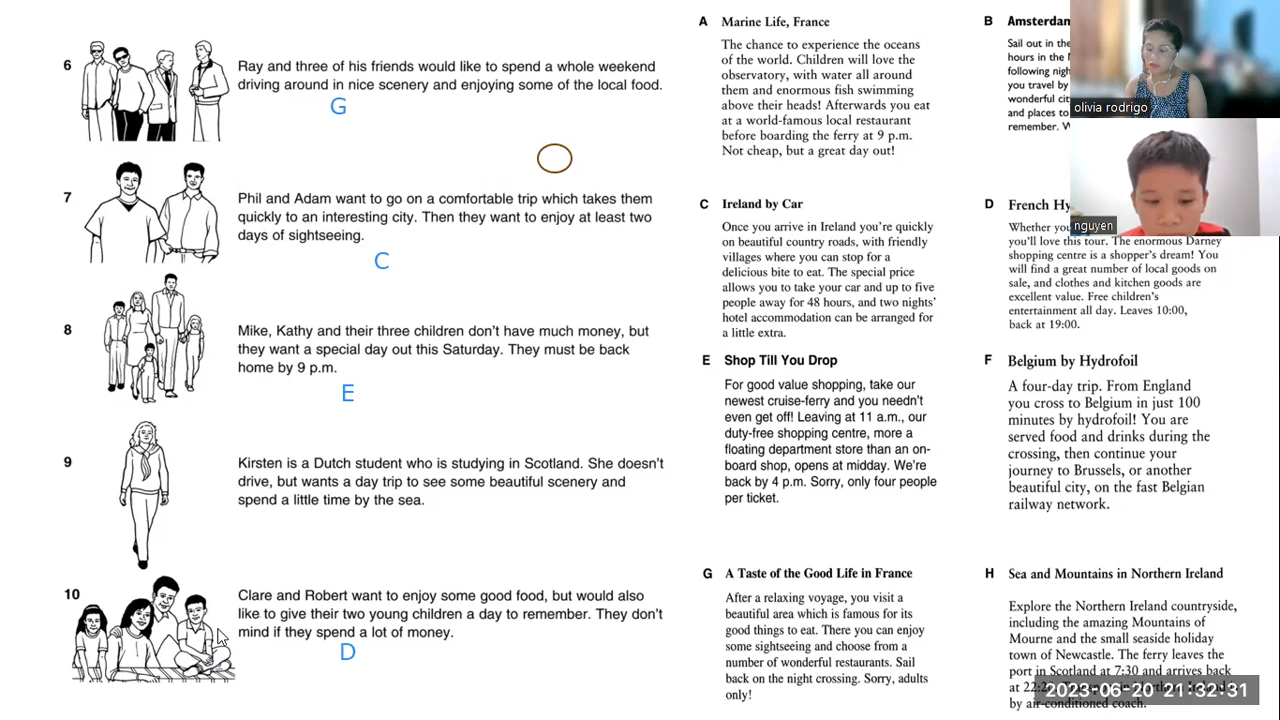 6
Ray and three of his friends would like to spend a whole weekend
driving around in nice scenery and enjoying some of the local food.
G
7
Phil and Adam want to go on a comfortable trip which takes them
quickly to an interesting city. Then they want to enjoy at least two
days of sightseeing.
C
8
Mike, Kathy and their three children don't have much money, but
they want a special day out this Saturday. They must be back
home by 9 p.m.
E
9
Kirsten is a Dutch student who is studying in Scotland. She doesn't
drive, but wants a day trip to see some beautiful scenery and
spend a little time by the sea.
10
Clare and Robert want to enjoy some good food, but would also
like to give their two young children a day to remember. They don't
mind if they spend a lot of money.
D
A Marine Life, France
The chance to experience the oceans
of the world. Children will love the
observatory, with water all around
them and enormous fish swimming
above their heads! Afterwards you eat
at a world-famous local restaurant
before boarding the ferry at 9 p.m.
Not cheap, but a great day out!
B
Sail out in the
hours in the
following
you travel by
wonderful
and places to
remember.
C Ireland by Car
Once you arrive in Ireland you're quickly
on beautiful country roads, with friendly
villages where you can stop for a
delicious bite to eat. The special price
allows you to take your car and up to five
people away for 48 hours, and two nights'
hotel accommodation can be arranged for
a little extra.
D French
Whether
you'll love this tour. The enormous Darney
shopping centre is a shopper's dream! You
will find a great number of local goods on
sale, and clothes and kitchen goods are
excellent value. Free children's
entertainment all day. Leaves 10:00,
back at 19:00.
E Shop Till You Drop
For good value shopping, take our
newest cruise-ferry and you needn't
even get off! Leaving at 11 a.m., our
duty-free shopping centre, more a
floating department store than an on-
board shop, opens at midday. We're
back by 4 p.m. Sorry, only four people
per ticket.
F Belgium by Hydrofoil
A four-day trip. From England
you cross to Belgium in just 100
minutes by hydrofoil! You are
served food and drinks during the
crossing, then continue your
journey to Brussels, or another
beautiful city, on the fast Belgian
railway network.
G A Taste of the Good Life in France
After a relaxing voyage, you visit a
beautiful area which is famous for its
good things to eat. There you can enjoy
some sightseeing and choose from a
number of wonderful restaurants. Sail
back on the night crossing. Sorry, adults
only!
H Sea and Mountains in Northern Ireland
Explore the Northern Ireland countryside,
including the amazing Mountains of
Mourne and the small seaside holiday
town of Newcastle. The ferry leaves the
port in Scotland at 7:30 and arrives back
at
by air-conditioned coach.
olivia rodrigo
nguyen
2023-06-20 21:32:31